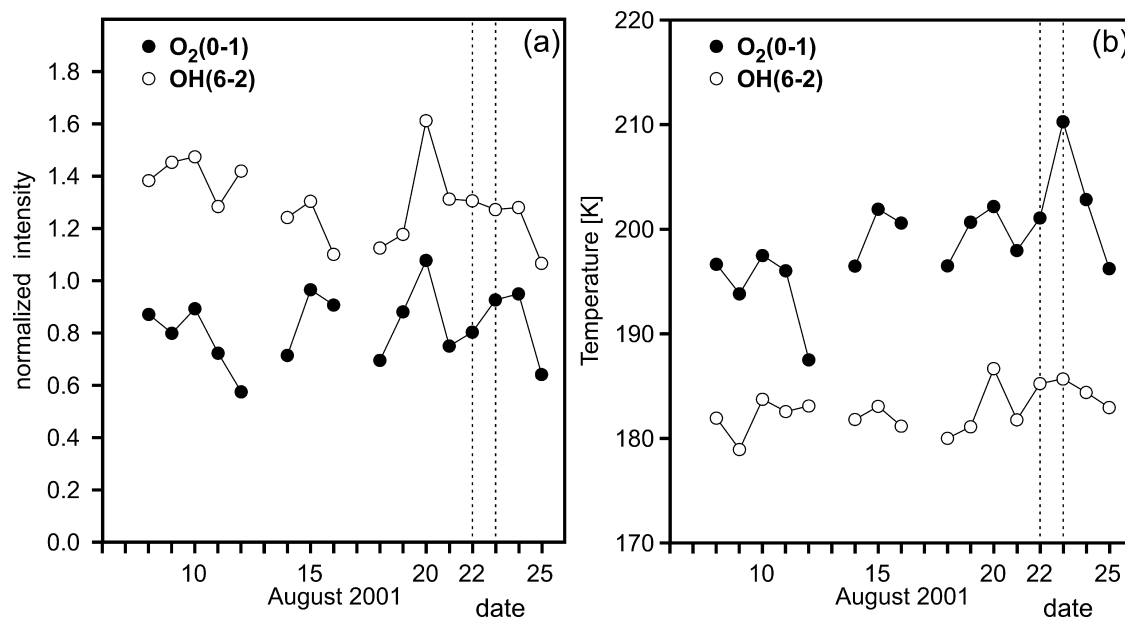 (a)
O2(0-1)
OH(6-2)
normalized intensity
1.8
1.6
1.4
1.2
1.0
0.8
0.6
0.4
0.2
0.0
10 15 20 22 25
August 2001
date
(b)
O2(0-1)
OH(6-2)
Temperature [K]
220
210
200
190
180
170
10 15 20 22 25
August 2001
date